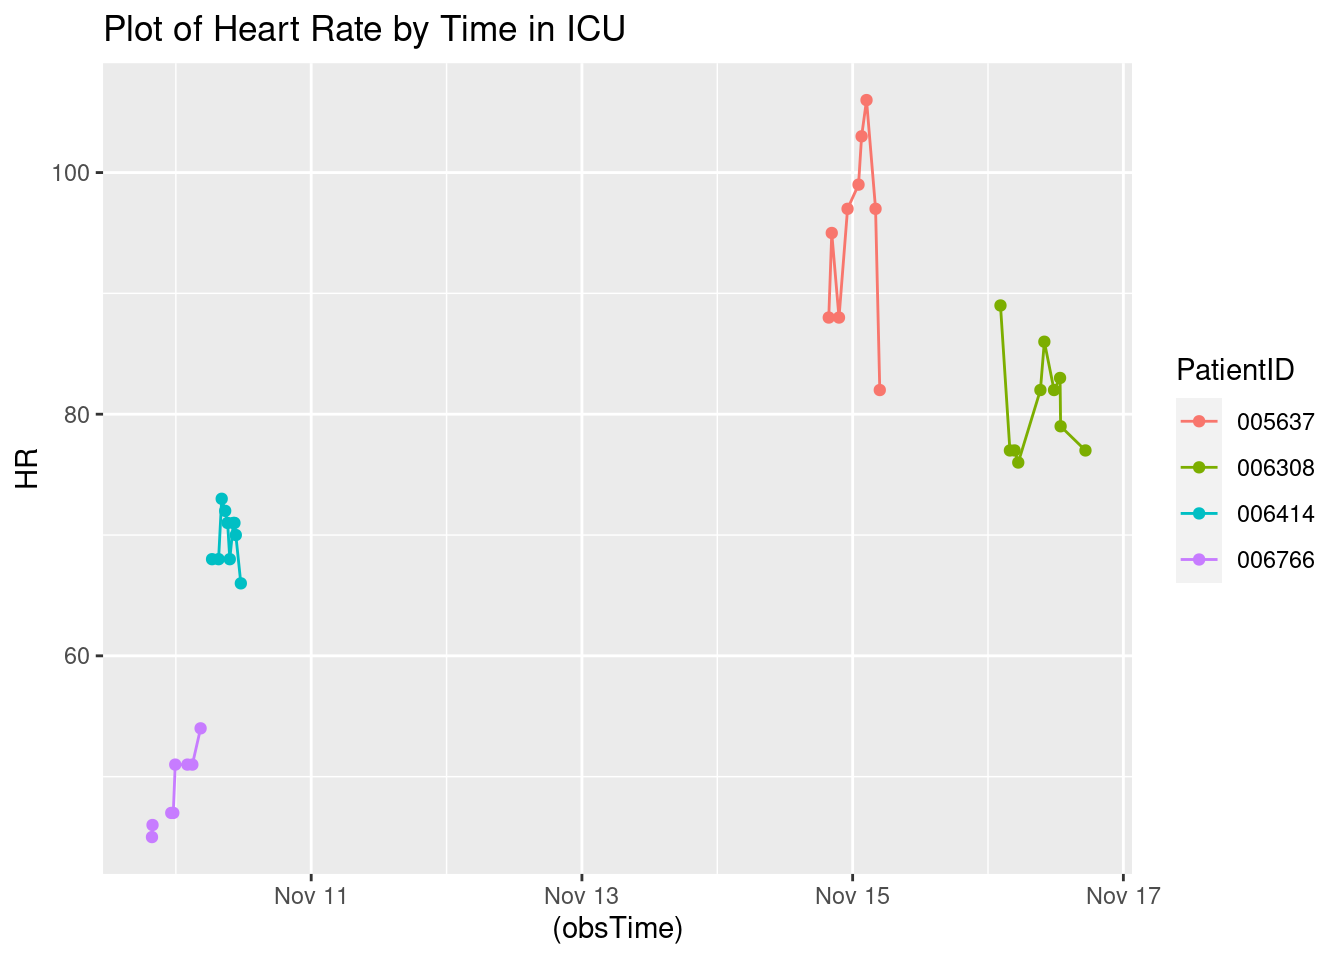 Plot of Heart Rate by Time in ICU
HR
100
80
60
Nov 11
Nov 13
Nov 15
Nov 17
(obsTime)
PatientID
005637
006308
006414
006766